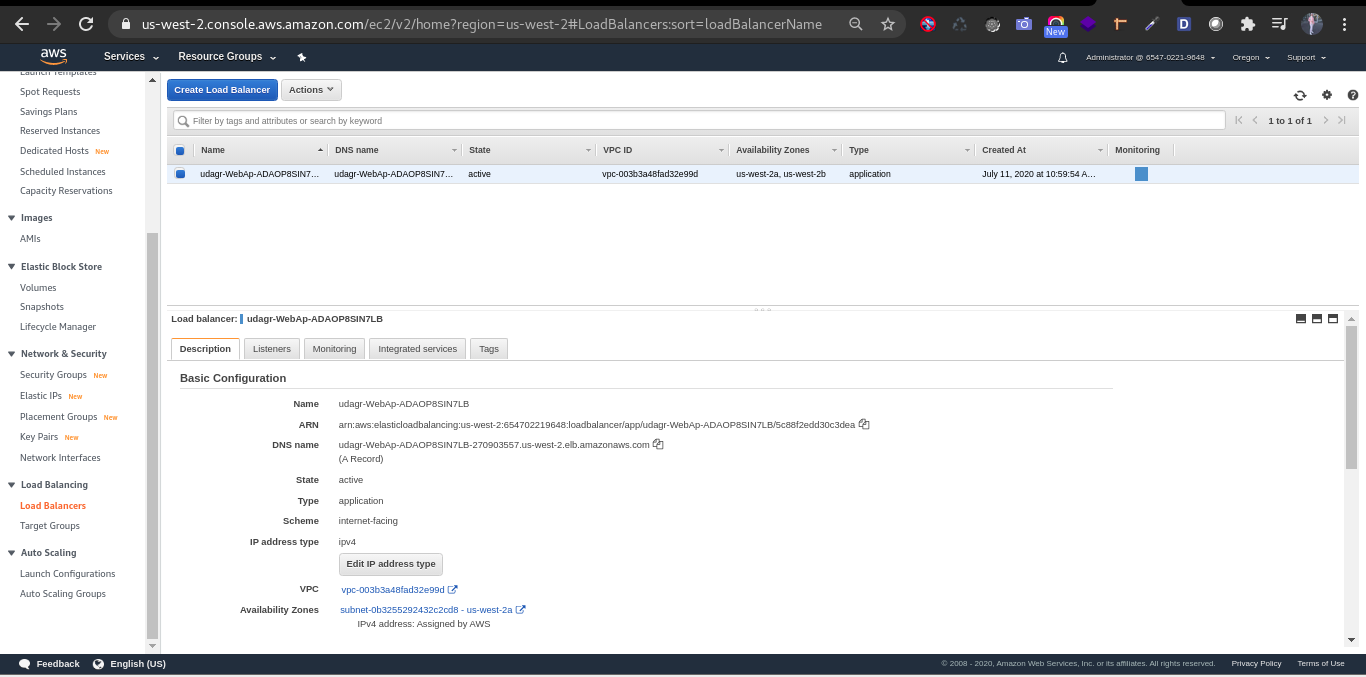 us-west-2.console.aws.amazon.com/ec2/v2/home?region=us-west-2#LoadBalancers:sort=loadBalancerName
New
D
aws
Services
Resource Groups
Administrator @ 6547-0221-9648
Oregon
Support
Launch Templates
Spot Requests
Savings Plans
Reserved Instances
Dedicated Hosts New
Scheduled Instances
Capacity Reservations
Images
AMIs
Elastic Block Store
Volumes
Snapshots
Lifecycle Manager
Network & Security
Security Groups New
Elastic IPs New
Placement Groups New
Key Pairs New
Network Interfaces
Load Balancing
Load Balancers
Target Groups
Auto Scaling
Launch Configurations
Auto Scaling Groups
Create Load Balancer
Actions
Filter by tags and attributes or search by keyword
1 to 1 of 1
Name DNS name State VPC ID Availability Zones Type Created At Monitoring
udagr-WebAp-ADAOP8SIN7... udagr-WebAp-ADAOP8SIN7... active vpc-003b3a48fad32e99d us-west-2a, us-west-2b application July 11, 2020 at 10:59:54 A...
Load balancer: udagr-WebAp-ADAOP8SIN7LB
Description Listeners Monitoring Integrated services Tags
Basic Configuration
Name udagr-WebAp-ADAOP8SIN7LB
ARN arn:aws:elasticloadbalancing:us-west-2:654702219648:loadbalancer/app/udagr-WebAp-ADAOP8SIN7LB/5c88f2edd30c3dea
DNS name udagr-WebAp-ADAOP8SIN7LB-270903557.us-west-2.elb.amazonaws.com
(A Record)
State active
Type application
Scheme internet-facing
IP address type ipv4
Edit IP address type
VPC vpc-003b3a48fad32e99d
Availability Zones subnet-0b3255292432c2cd8 - us-west-2a
IPv4 address: Assigned by AWS
Feedback English (US)
© 2008 - 2020, Amazon Web Services, Inc. or its affiliates. All rights reserved. Privacy Policy Terms of Use